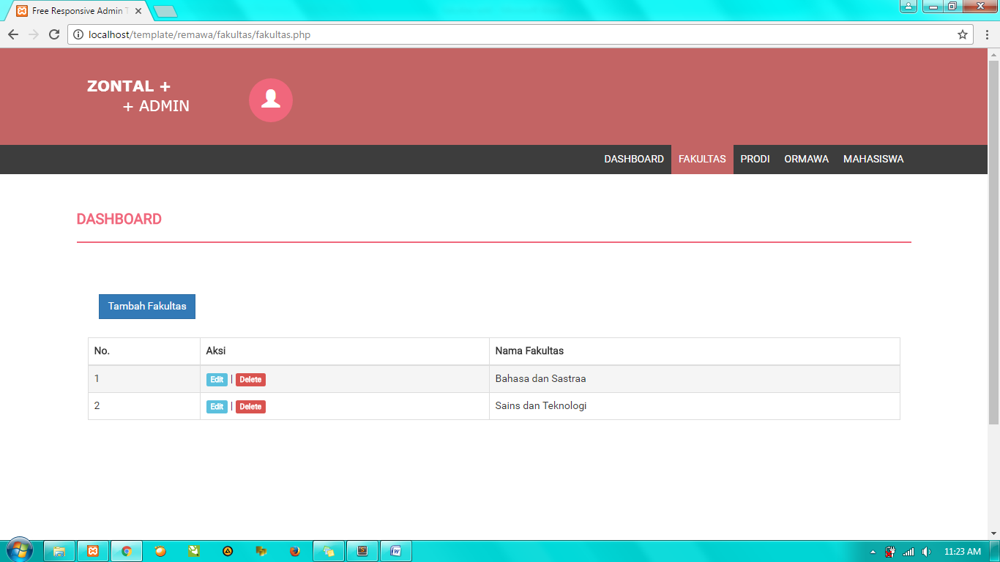 Free Responsive Admin T
localhost/template/remawa/fakultas/fakultas.php
ZONTAL +
+ ADMIN
DASHBOARD FAKULTAS PRODI ORMAWA MAHASISWA
DASHBOARD
Tambah Fakultas
No. Aksi Nama Fakultas
1 Edit | Delete Bahasa dan Sastraa
2 Edit | Delete Sains dan Teknologi
11:23 AM